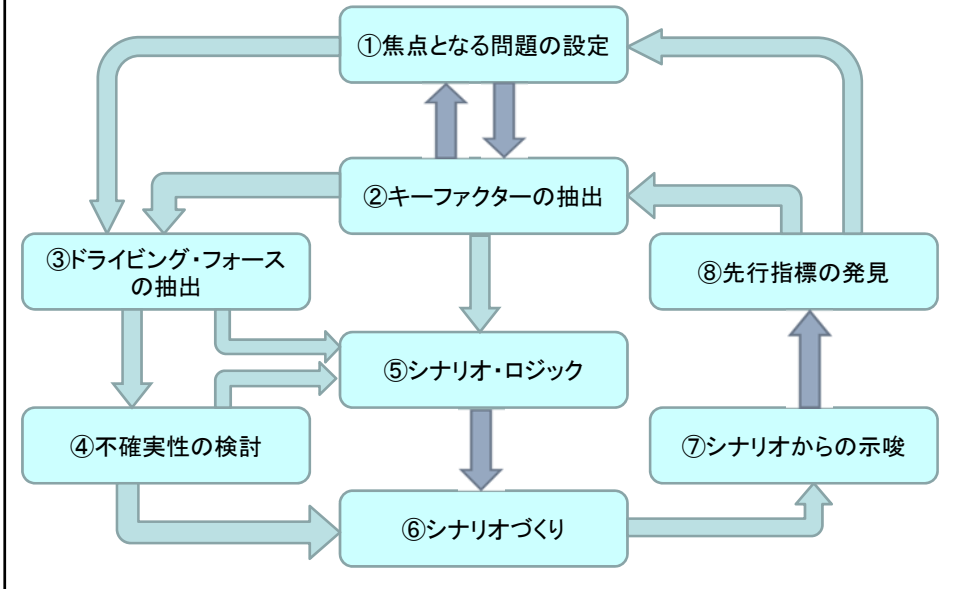 ①焦点となる問題の設定
②キーファクターの抽出
③ドライビング・フォース
の抽出
⑧先行指標の発見
⑤シナリオ・ロジック
④不確実性の検討
⑦シナリオからの示唆
⑥シナリオづくり